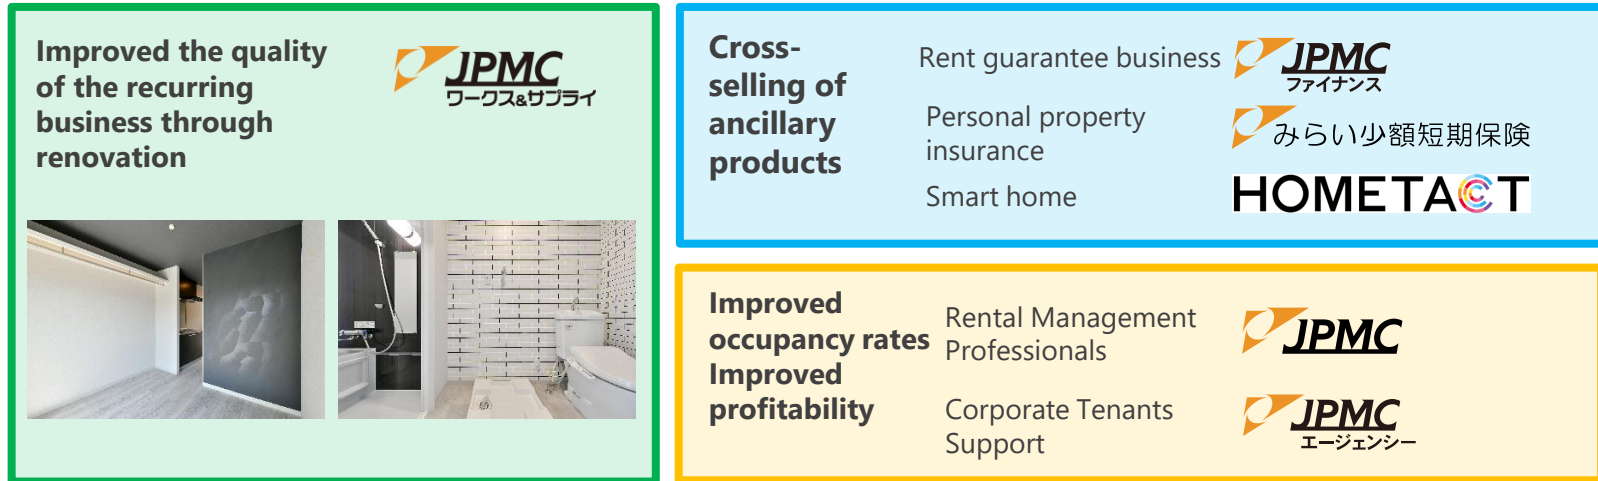 Improved the quality
of the recurring
business through
renovation
JPMC
ワークス&サプライ
Cross-
selling of
ancillary
products
Rent guarantee business
JPMC
ファイナンス
Personal property
insurance
みらい少額短期保険
Smart home
HOMETACT
Improved
occupancy rates
Improved
profitability
Rental Management
Professionals
JPMC
Corporate Tenants
Support
JPMC
エージェンシー